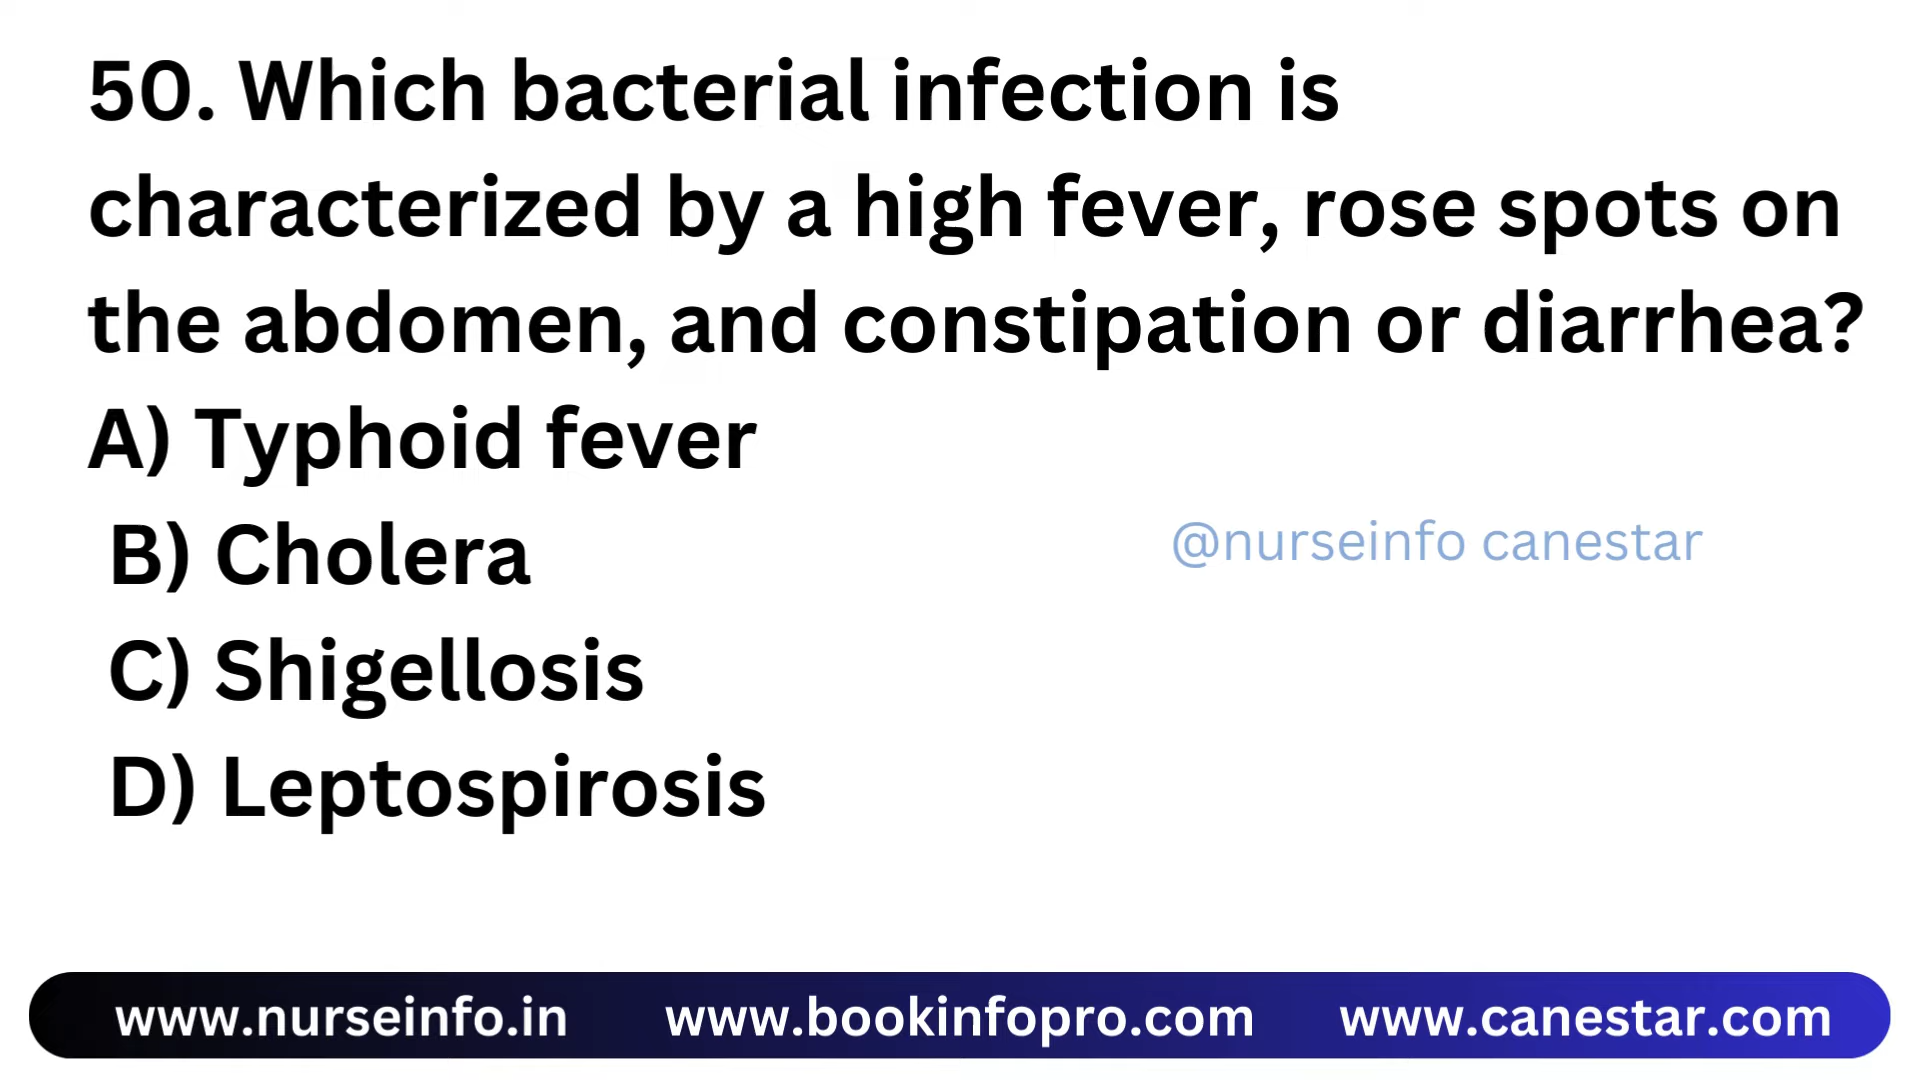 50. Which bacterial infection is
characterized by a high fever, rose spots on
the abdomen, and constipation or diarrhea?
A) Typhoid fever
B) Cholera
@nurseinfo canestar
C) Shigellosis
D) Leptospirosis
www.nurseinfo.in www.bookinfopro.com www.canestar.com